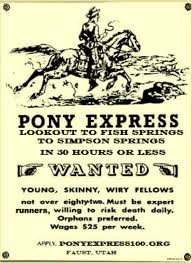 PONY EXPRESS
LOOKOUT TO FISH SPRINGS
TO SIMPSON SPRINGS
IN 30 HOURS OR LESS
WANTED
YOUNG, SKINNY, WIRY FELLOWS
not over eighty-two. Must be expert
runners, willing to risk death daily.
Orphans preferred.
Wages $25 per week.
APPLY, PONYEXPRESS100.ORG
FAUST, UTAH